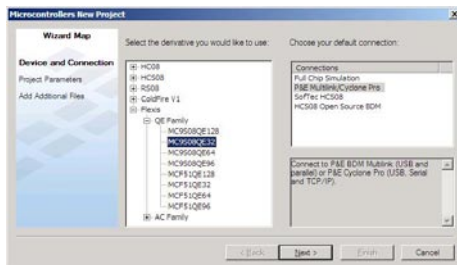 Microcontrollers New Project
Wizard Map
Device and Connection
Project Parameters
Add Additional Files
Select the derivative you would like to use:
HC08
HCS08
RS08
ColdFire V1
Flexis
QE Family
MC9S08QE128
MC9S08QE32
MC9S08QE64
MC9S08QE96
MCF51QE128
MCF51QE32
MCF51QE64
MCF51QE96
AC Family
Choose your default connection:
Connections
Full Chip Simulation
P&E Multilink/Cyclone Pro
SofTec HCS08
HCS08 Open Source BDM
Connect to P&E BDM Multilink (USB and
parallel) or P&E Cyclone Pro (USB, Serial
and TCP/IP).
< Back
Next >
Finish
Cancel